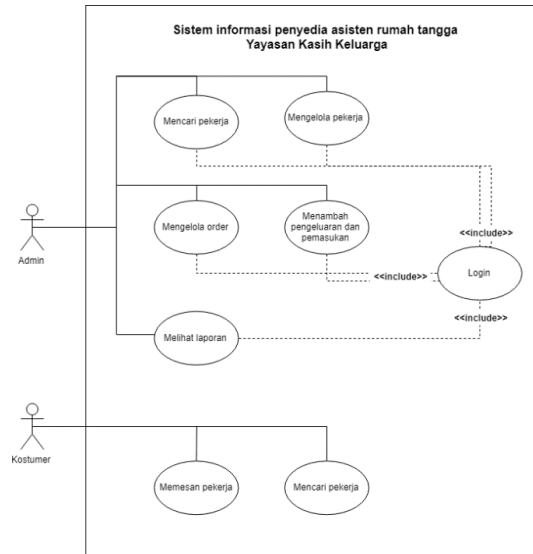 Sistem informasi penyedia asisten rumah tangga
Yayasan Kasih Keluarga
Mencari pekerja
Mengelola pekerja
Mengelola order
Menambah
pengeluaran dan
pemasukan
<<include>>
Admin
<<include>>
Login
<<include>>
Melihat laporan
Kostumer
Memesan pekerja
Mencari pekerja